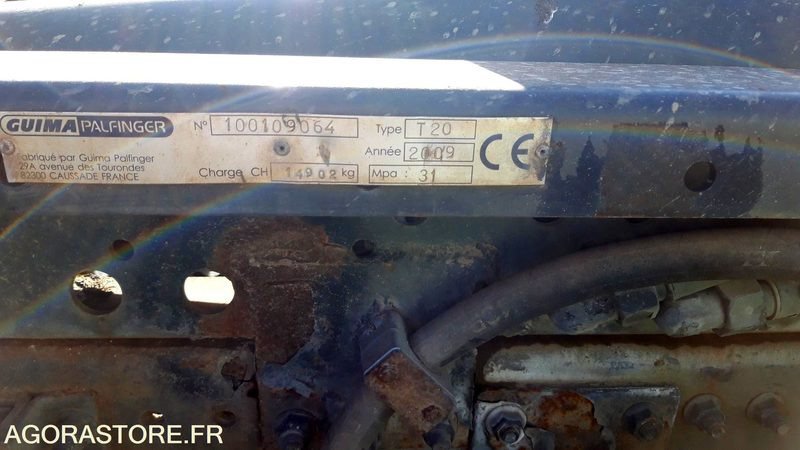 GUIMA PALFINGER N° 100109064 Type T20
Année 2009 CE
Fabriqué par Guima Palfinger
29A avenue des Tourondes
82300 CAUSSADE FRANCE
Charge CH 14902 kg Mpa : 31
AGORASTORE.FR